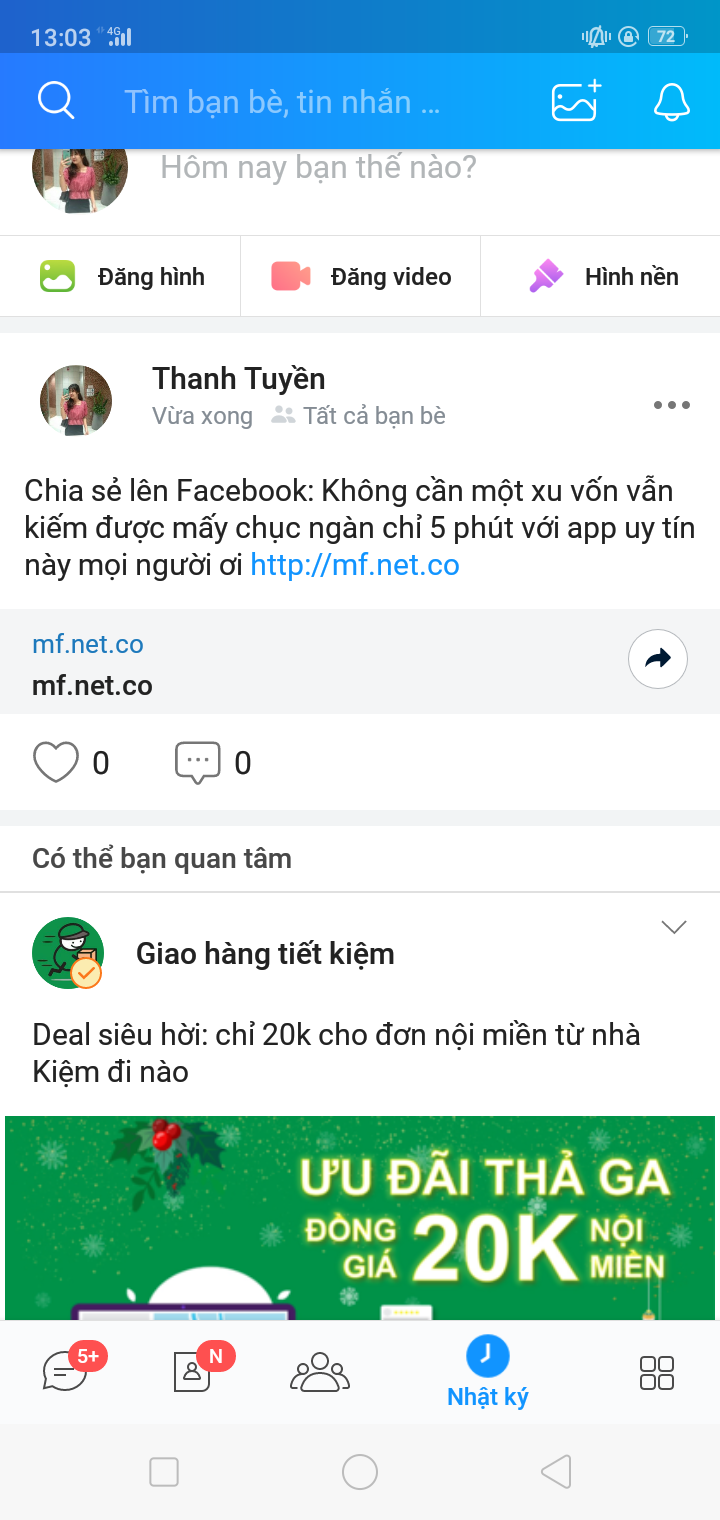 13:03 4G 72
Tìm bạn bè, tin nhắn ...
Hôm nay bạn thế nào?
Đăng hình Đăng video Hình nền
Thanh Tuyền
Vừa xong Tất cả bạn bè
Chia sẻ lên Facebook: Không cần một xu vốn vẫn
kiếm được mấy chục ngàn chỉ 5 phút với app uy tín
này mọi người ơi http://mf.net.co
mf.net.co
mf.net.co
0 0
Có thể bạn quan tâm
Giao hàng tiết kiệm
Deal siêu hời: chỉ 20k cho đơn nội miền từ nhà
Kiệm đi nào
ƯU ĐÃI THẢ GA
ĐỒNG GIÁ 20K NỘI MIỀN
5+ N
Nhật ký